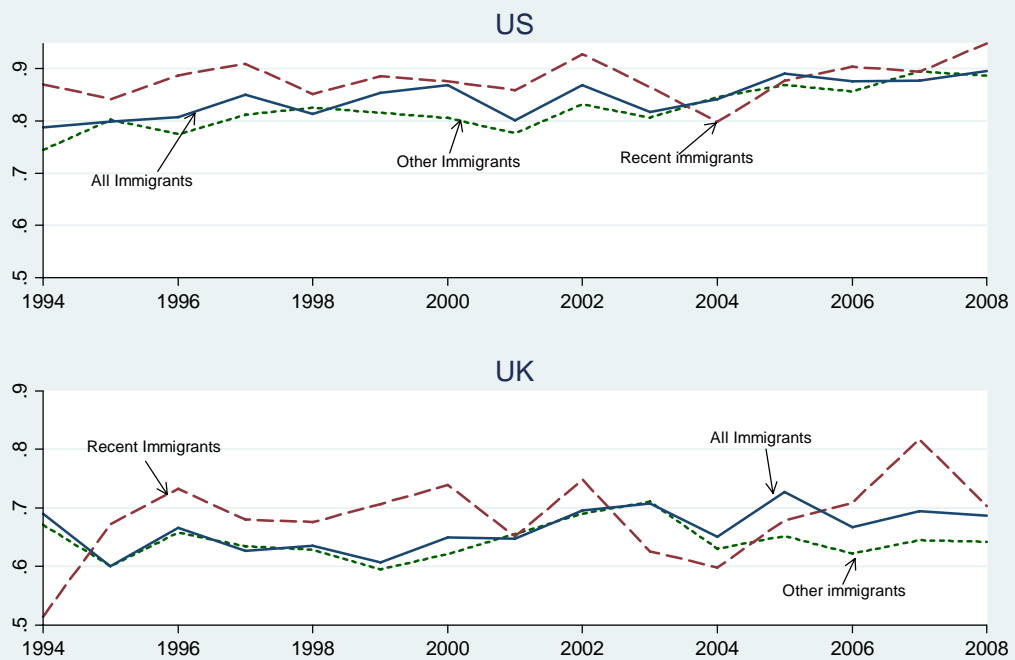 US
.9
.8
.7
.6
.5
All Immigrants
Other Immigrants
Recent immigrants
1994 1996 1998 2000 2002 2004 2006 2008
UK
.9
.8
.7
.6
.5
Recent Immigrants
All Immigrants
Other immigrants
1994 1996 1998 2000 2002 2004 2006 2008